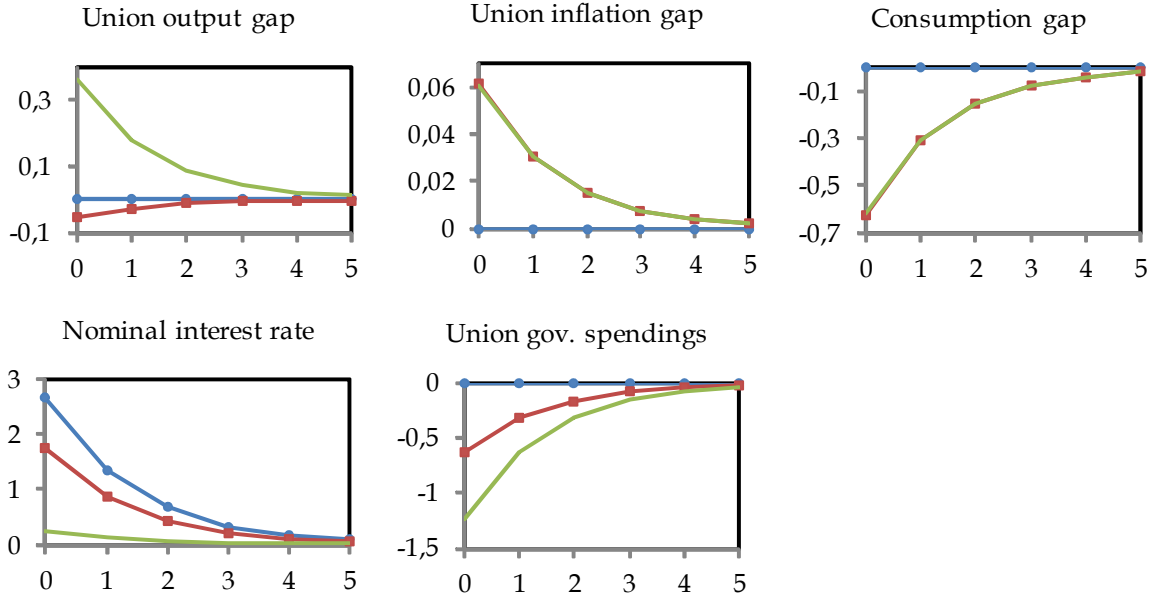 Union output gap
0,3
0,1
-0,1
0 1 2 3 4 5
Union inflation gap
0,06
0,04
0,02
0
0 1 2 3 4 5
Consumption gap
-0,1
-0,3
-0,5
-0,7
0 1 2 3 4 5
Nominal interest rate
3
2
1
0
0 1 2 3 4 5
Union gov. spendings
0
-0,5
-1
-1,5
0 1 2 3 4 5